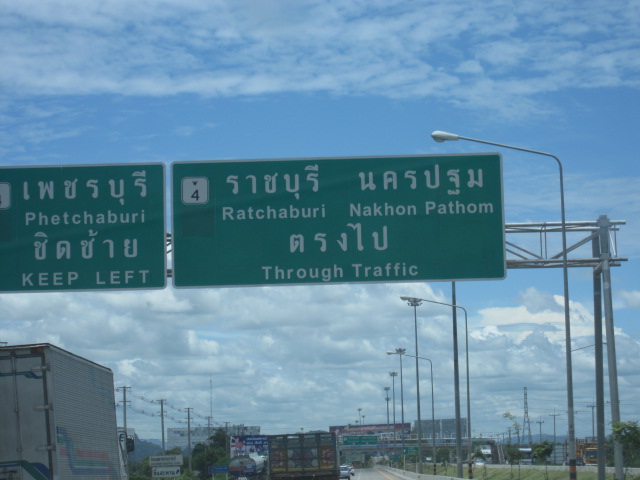 เพชรบุรี
Phetchaburi
ชิดซ้าย
KEEP LEFT
4
ราชบุรี นครปฐม
Ratchaburi Nakhon Pathom
ตรงไป
Through Traffic